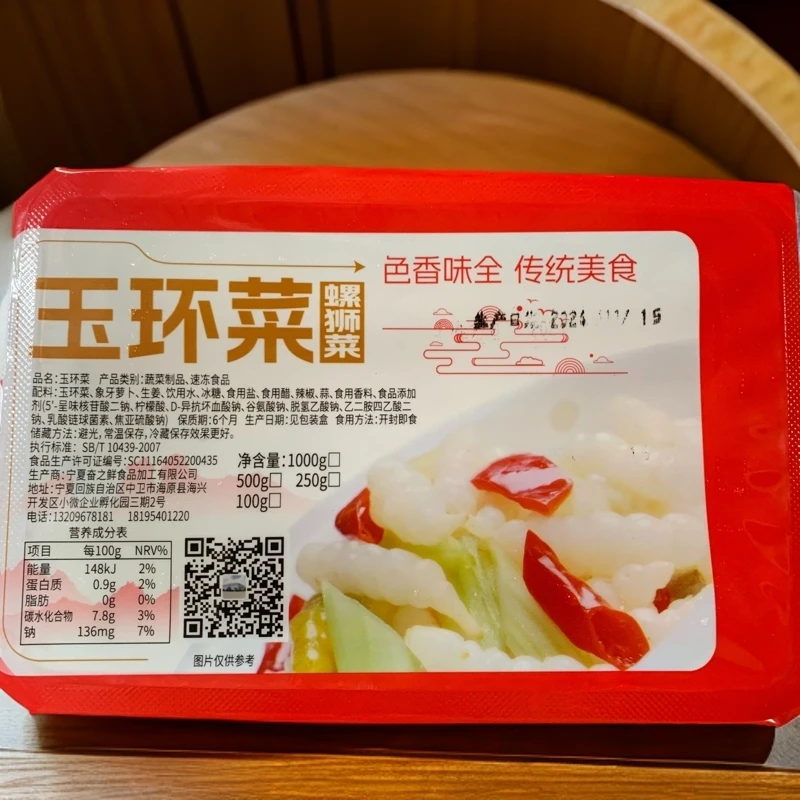 色香味全 传统美食
玉环菜
螺狮菜
2024 11/ 15
品名:玉环菜 产品类别:蔬菜制品、速冻食品
配料:玉环菜、象牙萝卜、生姜、饮用水、冰糖、食用盐、食用醋、辣椒、蒜、食用香料、食品添加
剂(5'-呈味核苷酸二钠、柠檬酸、D-异抗坏血酸钠、谷氨酸钠、脱氢乙酸钠、乙二胺四乙酸二
钠、乳酸链球菌素、焦亚硫酸钠) 保质期:6个月 生产日期:见包装盒 食用方法:开封即食
储藏方法:避光,常温保存,冷藏保存效果更好。
执行标准: SB/T 10439-2007
食品生产许可证编号:SC11164052200435
生产商:宁夏奋之鲜食品加工有限公司
地址:宁夏回族自治区中卫市海原县海兴
开发区小微企业孵化园三期2号
电话:13209678181 18195401220
净含量:1000g□
500g□ 250g□
100g□
营养成分表
项目 每100g NRV%
能量 148kJ 2%
蛋白质 0.9g 2%
脂肪 0g 0%
碳水化合物 7.8g 3%
钠 136mg 7%
图片仅供参考